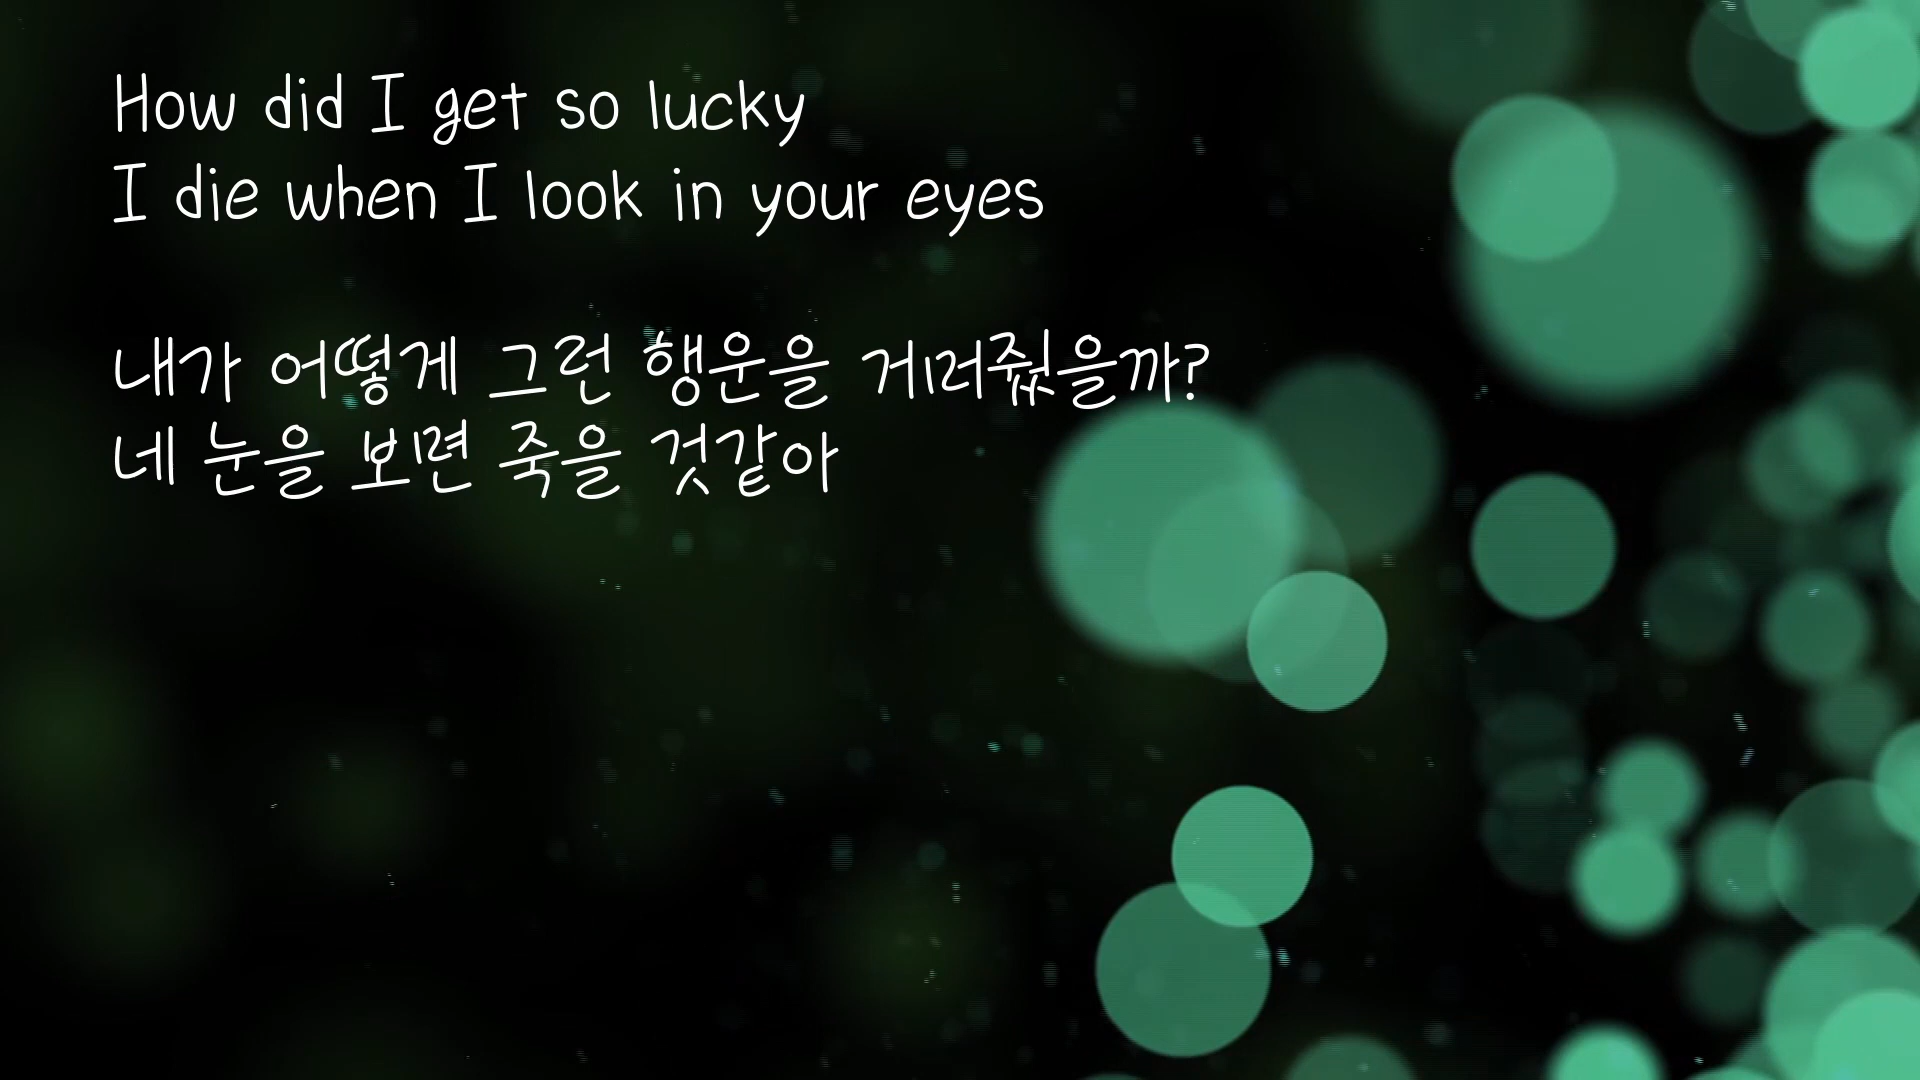 How did I get so lucky
I die when I look in your eyes
내가 어떻게 그런 행운을 거러줬을까?
네 눈을 보면 죽을 것같아